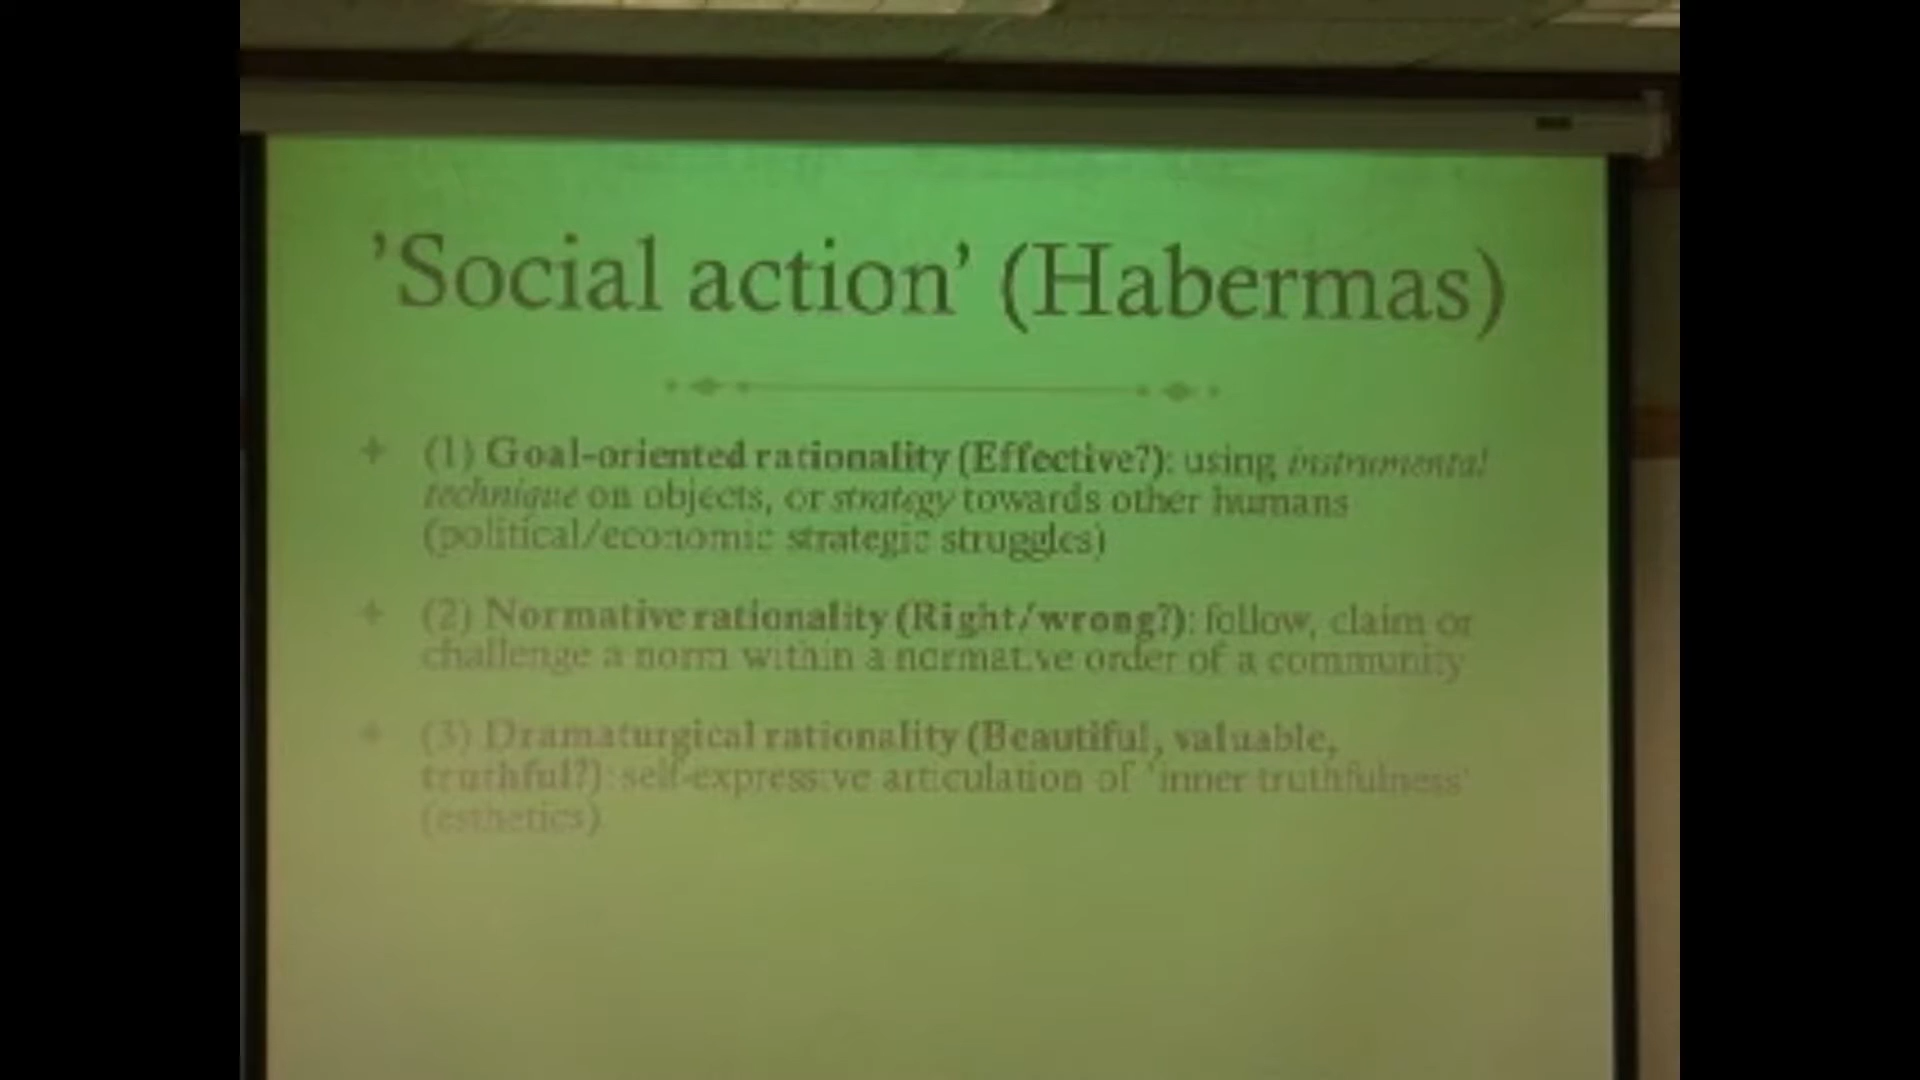 ’Social action’ (Habermas)
(1) Goal-oriented rationality (Effective?): using instrumental
technique on objects, or strategy towards other humans
(political/economic strategic struggles)
(2) Normative rationality (Right/wrong?): follow, claim or
challenge a norm within a normative order of a community
(3) Dramaturgical rationality (Beautiful, valuable,
truthful?): self-expressive articulation of ‘inner truthfulness’
(esthetics)